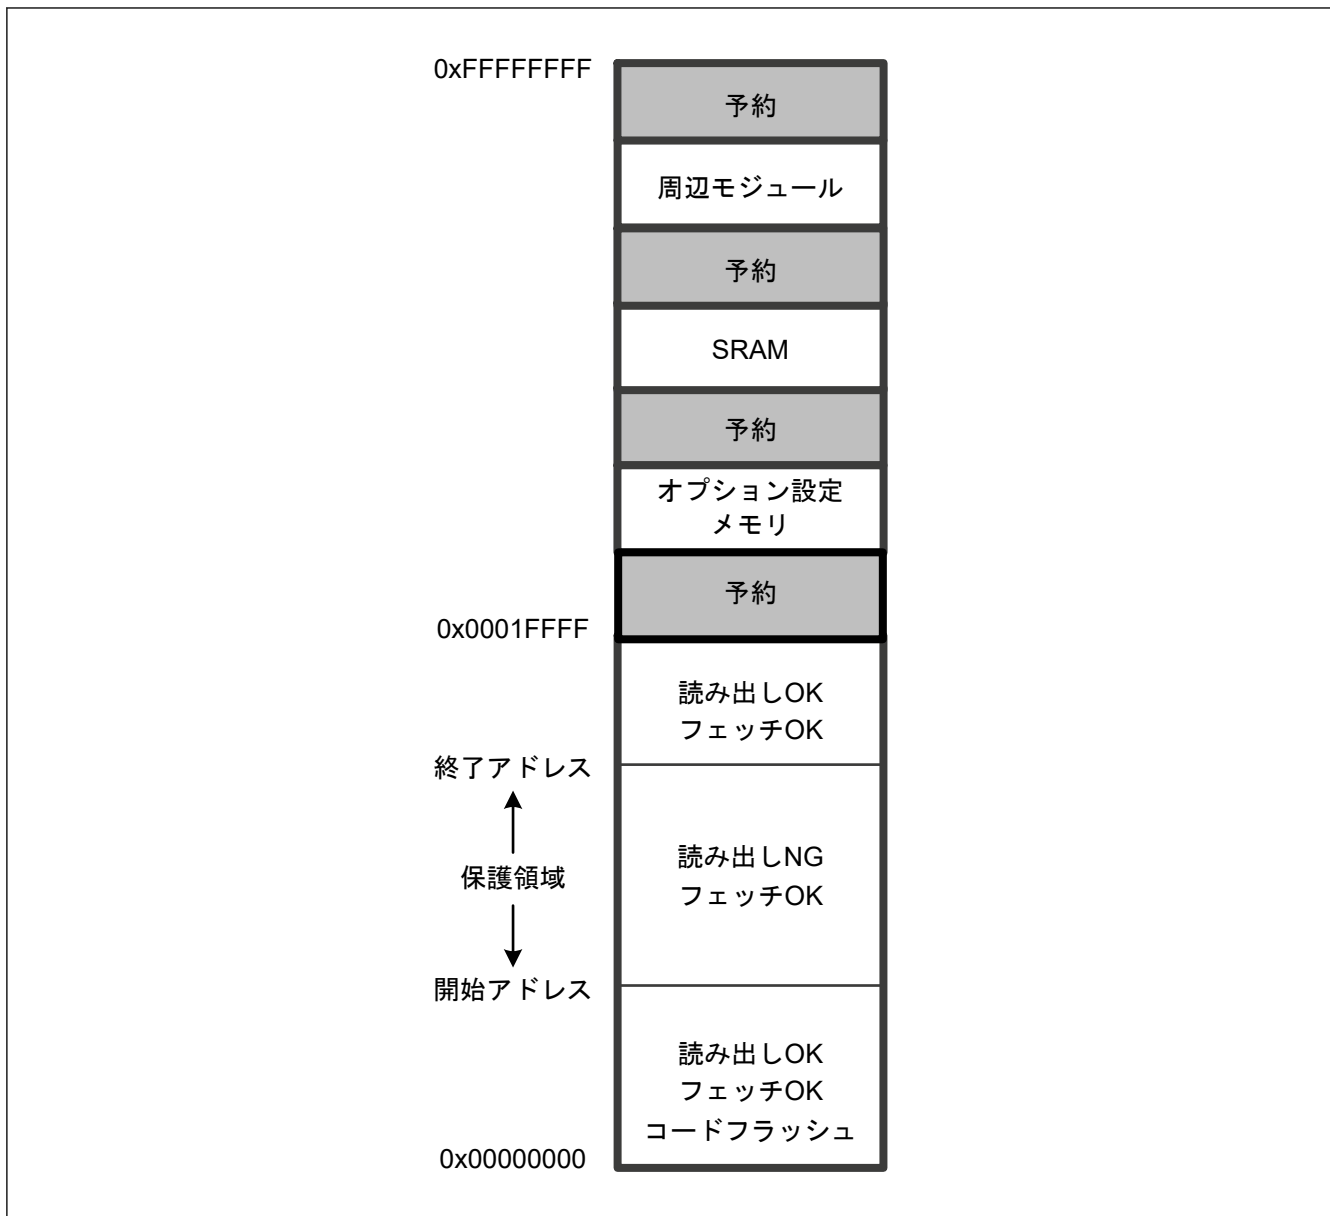 0xFFFFFFFF
予約
周辺モジュール
予約
SRAM
予約
オプション設定
メモリ
予約
0x0001FFFF
読み出しOK
フェッチOK
終了アドレス
読み出しNG
保護領域
フェッチOK
開始アドレス
読み出しOK
フェッチOK
コードフラッシュ
0x00000000